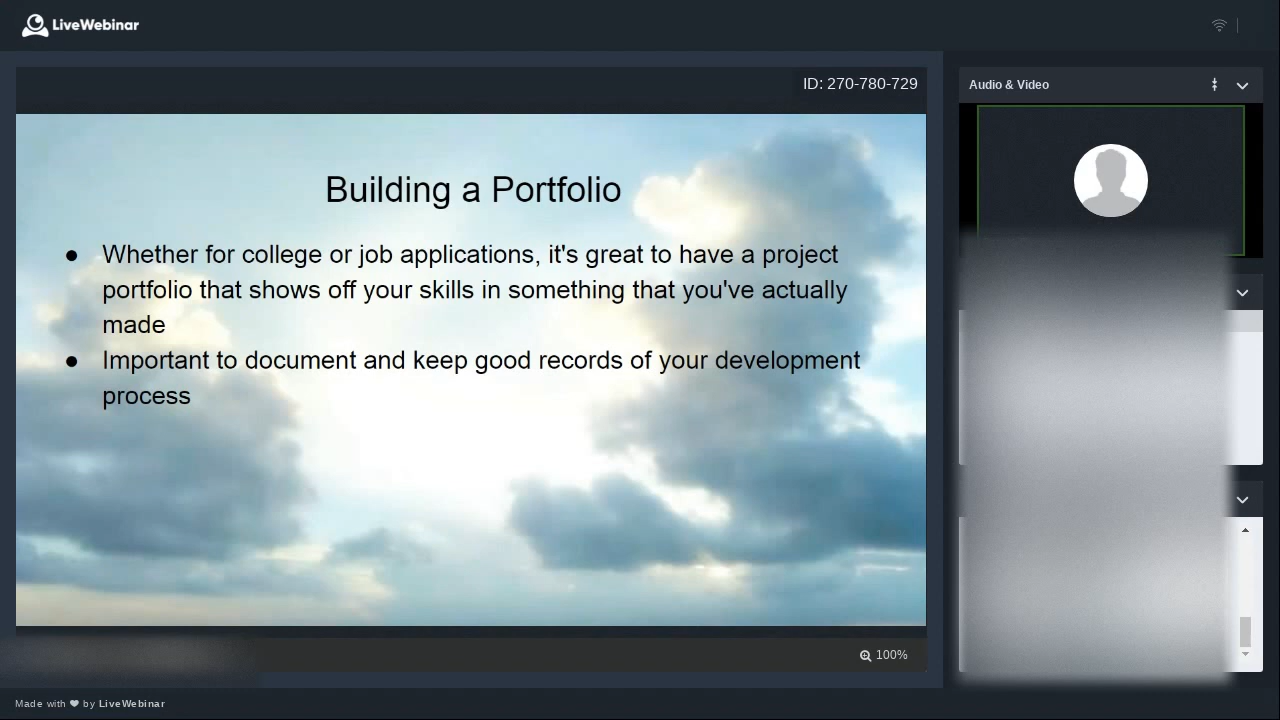 LiveWebinar
ID: 270-780-729
Audio & Video
Building a Portfolio
● Whether for college or job applications, it's great to have a project
portfolio that shows off your skills in something that you've actually
made
● Important to document and keep good records of your development
process
100%
Made with ❤ by LiveWebinar